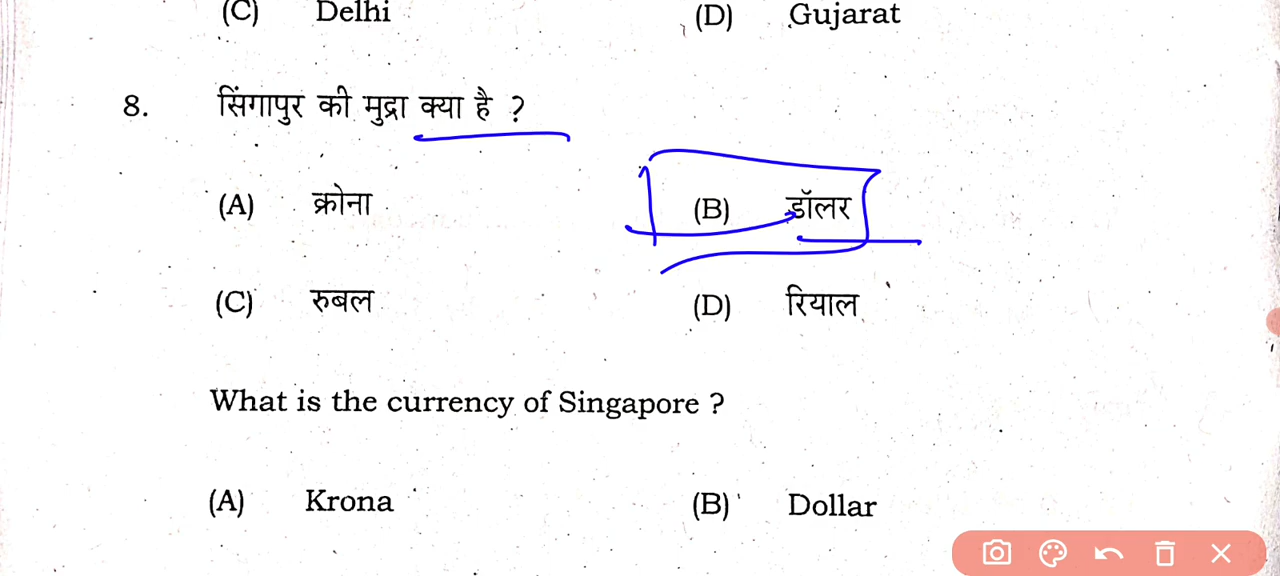 (C) Delhi (D) Gujarat
8. सिंगापुर की मुद्रा क्या है ?
(A) क्रोना (B) डॉलर
(C) रुबल (D) रियाल
What is the currency of Singapore ?
(A) Krona (B) Dollar